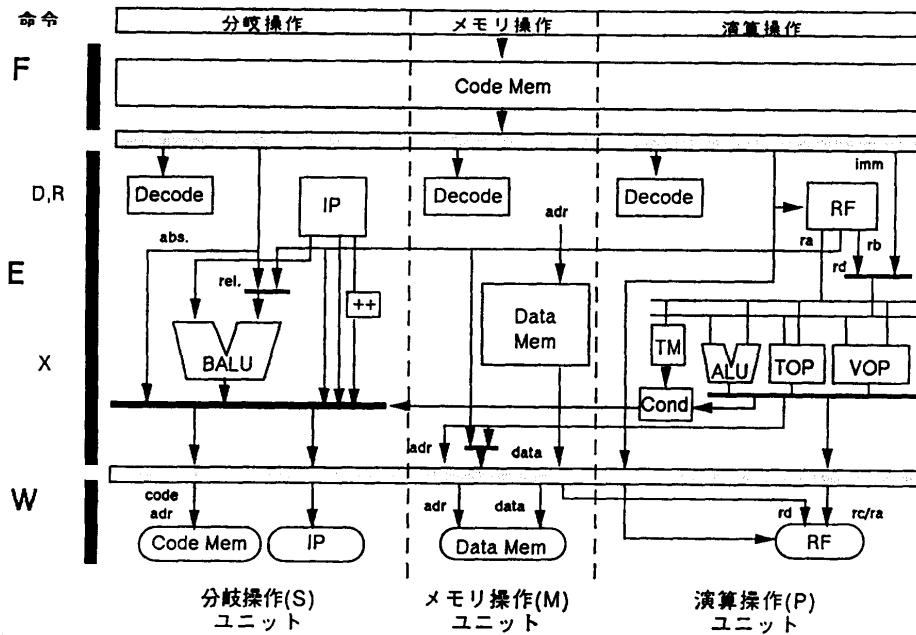 命令
分岐操作
メモリ操作
演算操作
F
Code Mem
D,R
Decode
IP
Decode
Decode
RF
imm
adr
abs.
ra
rb
rd
E
rel.
++
Data
Mem
X
BALU
TM
ALU
TOP
VOP
Cond
adr
data
W
code
adr
adr
data
rd
rc/ra
Code Mem
IP
Data Mem
RF
分岐操作(S)
ユニット
メモリ操作(M)
ユニット
演算操作(P)
ユニット